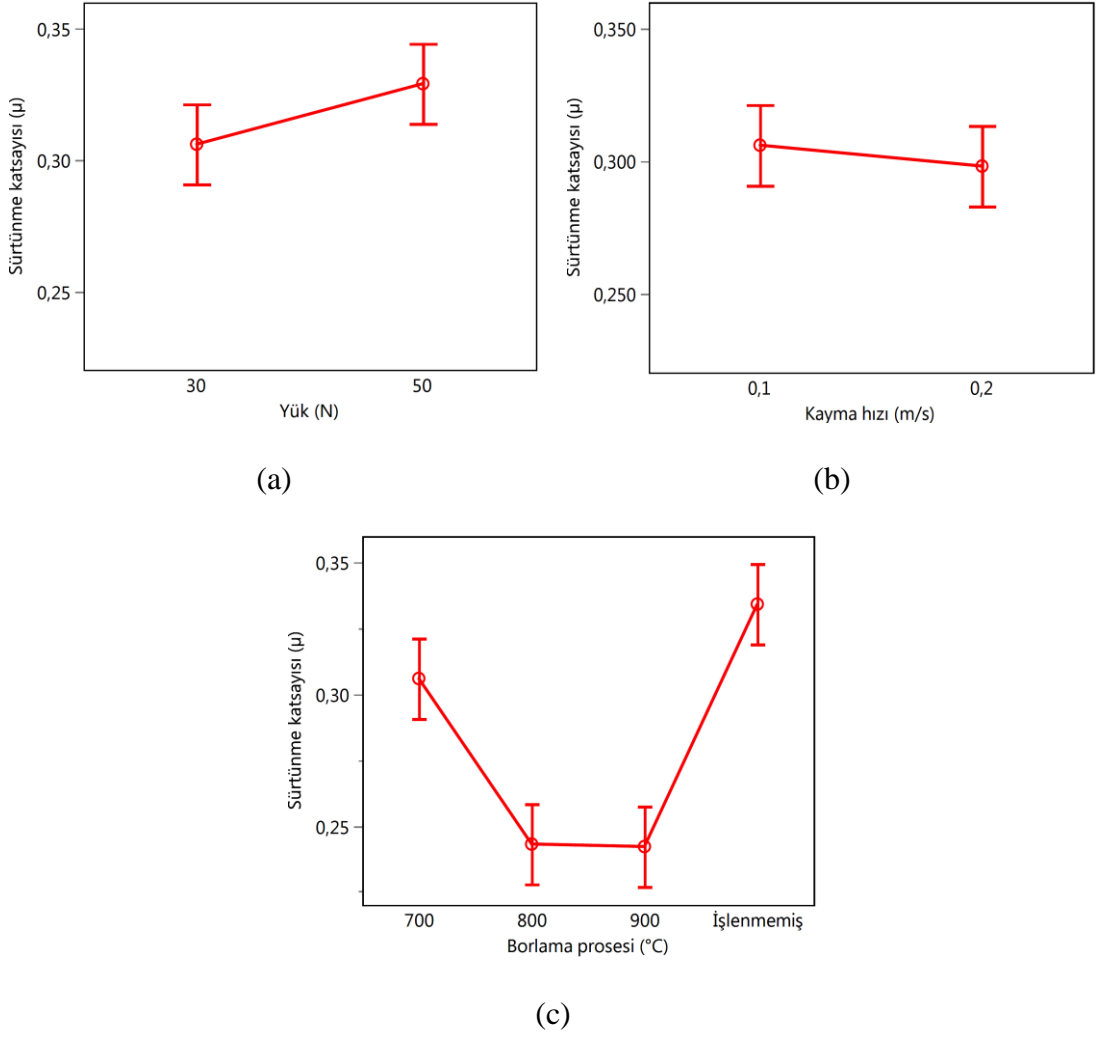 0,35
0,30
0,25
Sürtünme katsayısı (µ)
30 50
Yük (N)
(a)
0,350
0,300
0,250
Sürtünme katsayısı (µ)
0,1 0,2
Kayma hızı (m/s)
(b)
0,35
0,30
0,25
Sürtünme katsayısı (µ)
700 800 900 İşlenmemiş
Borlama prosesi (°C)
(c)